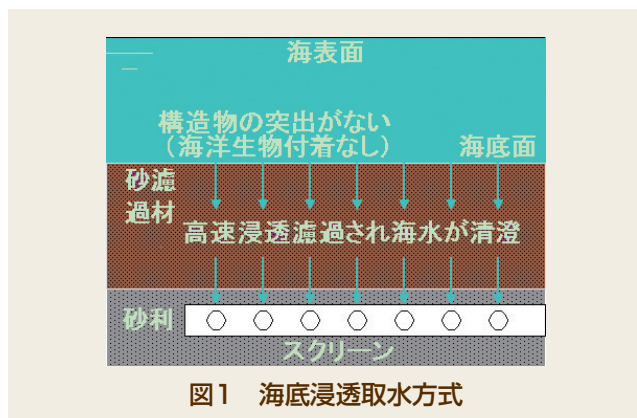 海表面
構造物の突出がない
（海洋生物付着なし）
海底面
砂濾
過材
高速浸透濾過され海水が清澄
砂利
スクリーン
図1　海底浸透取水方式